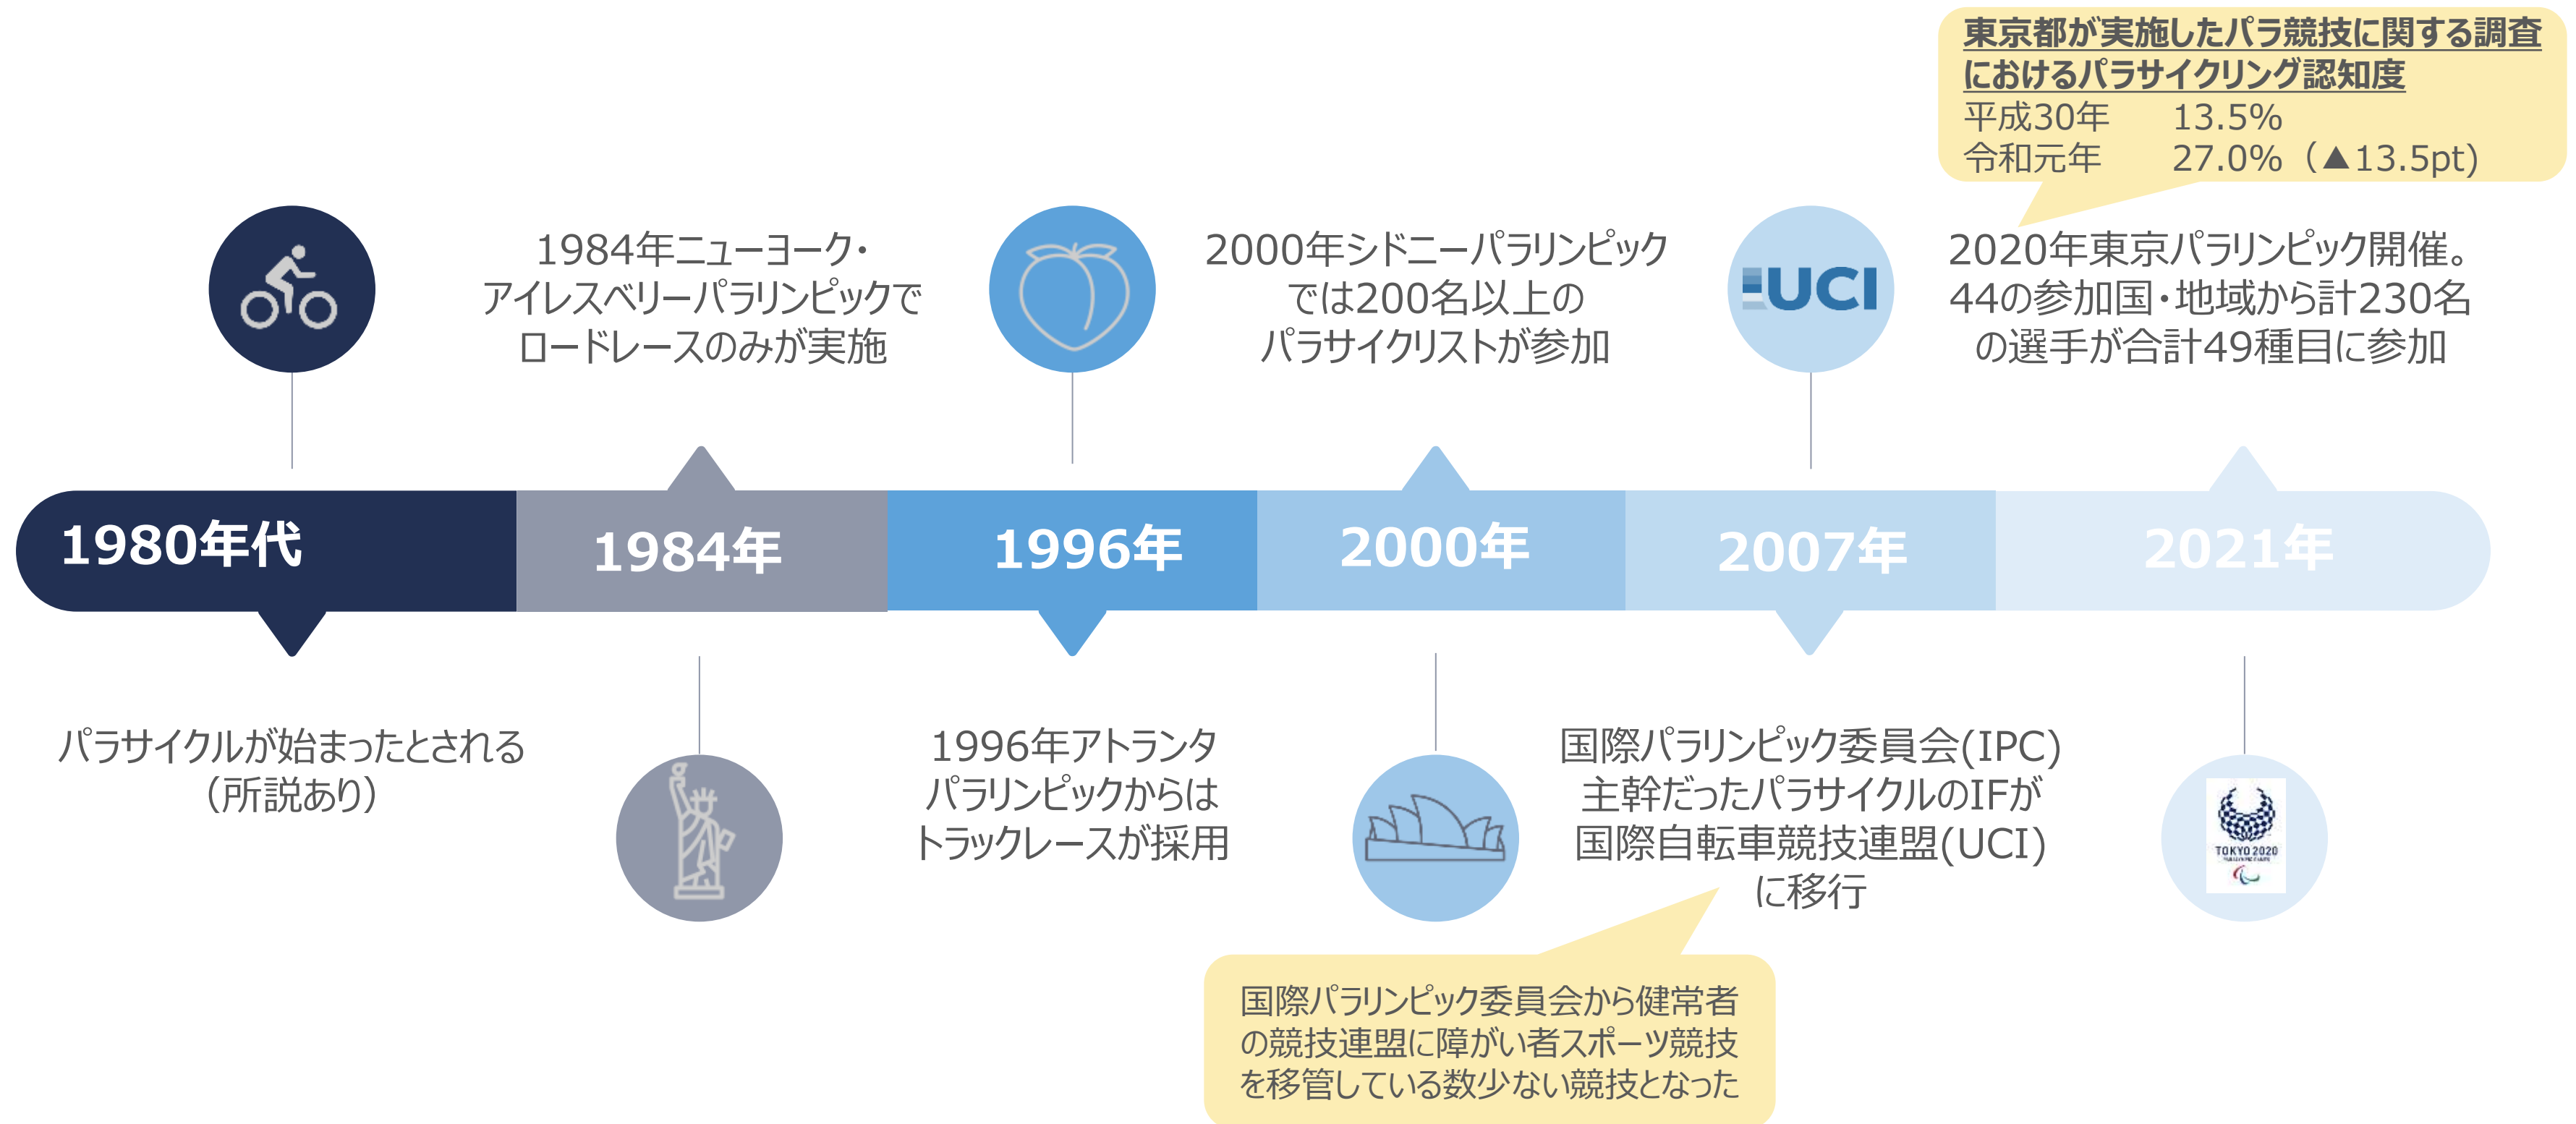 東京都が実施したパラ競技に関する調査
におけるパラサイクリング認知度
平成30年 13.5%
令和元年 27.0%（▲13.5pt)
1984年ニューヨーク・
アイレスベリーパラリンピックで
ロードレースのみが実施
2000年シドニーパラリンピック
では200名以上の
パラサイクリストが参加
UCI
2020年東京パラリンピック開催。
44の参加国・地域から計230名
の選手が合計49種目に参加
1980年代
1984年
1996年
2000年
2007年
2021年
パラサイクルが始まったとされる
（所説あり）
1996年アトランタ
パラリンピックからは
トラックレースが採用
国際パラリンピック委員会(IPC)
主幹だったパラサイクルのIFが
国際自転車競技連盟(UCI)
に移行
TOKYO 2020
PARALYMPIC GAMES
国際パラリンピック委員会から健常者
の競技連盟に障がい者スポーツ競技
を移管している数少ない競技となった